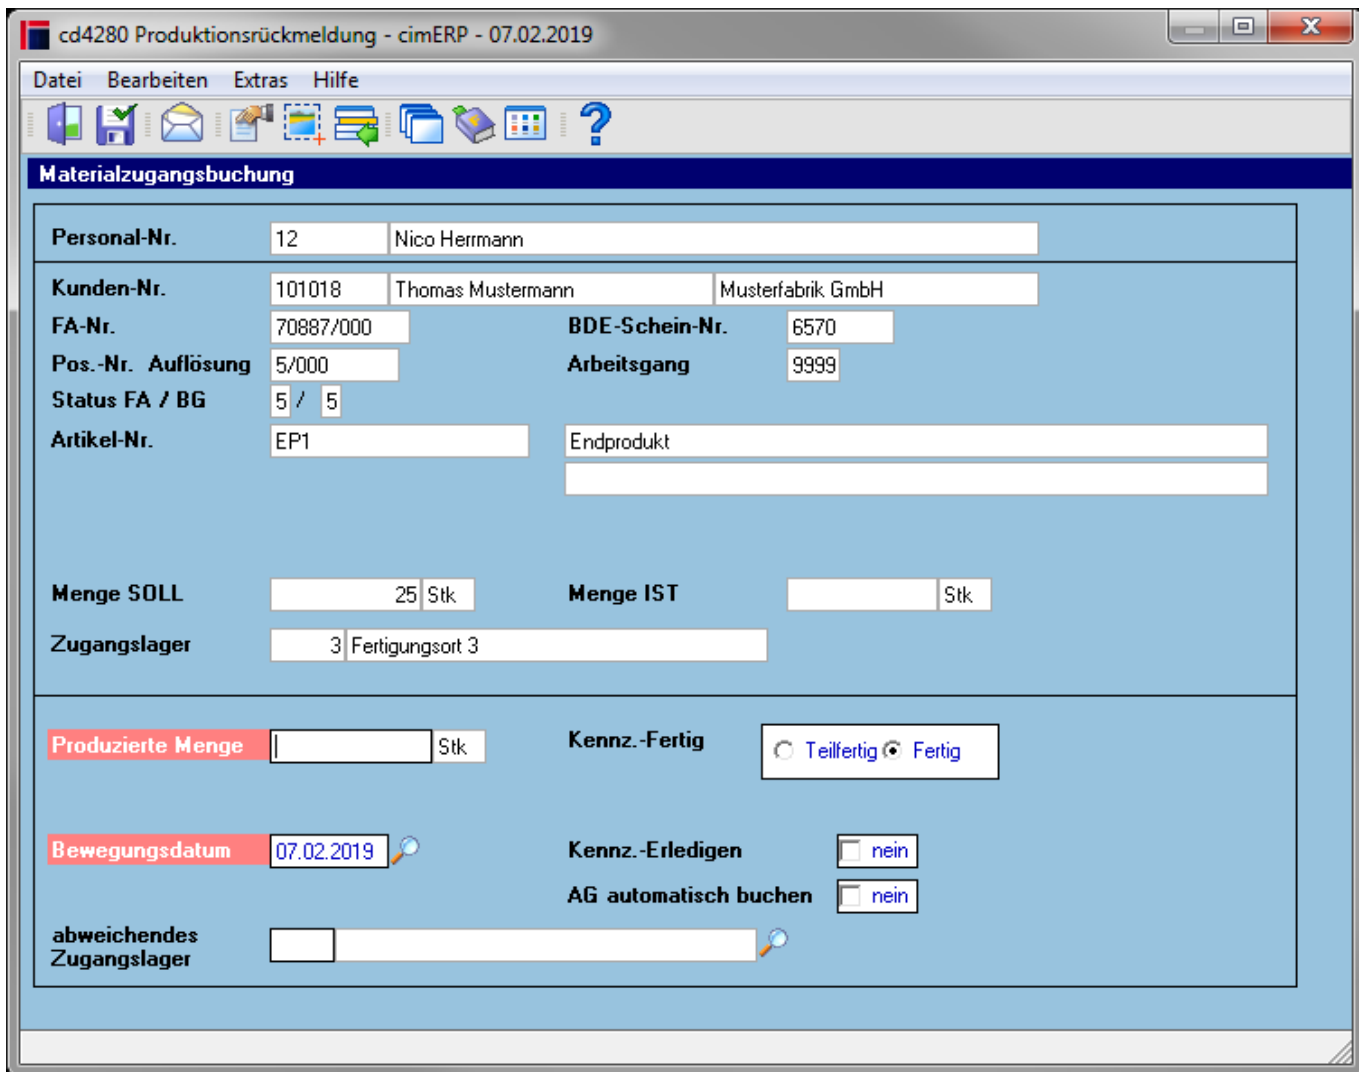 cd4280 Produktionsrückmeldung - cimERP - 07.02.2019
Datei Bearbeiten Extras Hilfe
Materialzugangsbuchung
Personal-Nr. 12 Nico Herrmann
Kunden-Nr. 101018 Thomas Mustermann Musterfabrik GmbH
FA-Nr. 70887/000 BDE-Schein-Nr. 6570
Pos.-Nr. Auflösung 5/000 Arbeitsgang 9999
Status FA / BG 5 / 5
Artikel-Nr. EP1 Endprodukt
Menge SOLL 25 Stk Menge IST Stk
Zugangslager 3 Fertigungsort 3
Produzierte Menge Stk Kennz.-Fertig Teilfertig Fertig
Bewegungsdatum 07.02.2019 Kennz.-Erledigen nein
AG automatisch buchen nein
abweichendes
Zugangslager